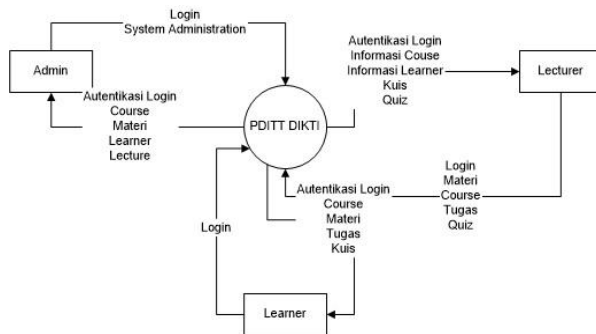 Login
System Administration
Admin
Autentikasi Login
Course
Materi
Learner
Lecture
PDITT DIKTI
Autentikasi Login
Informasi Couse
Informasi Learner
Kuis
Quiz
Lecturer
Login
Materi
Course
Tugas
Quiz
Autentikasi Login
Course
Materi
Tugas
Kuis
Login
Learner